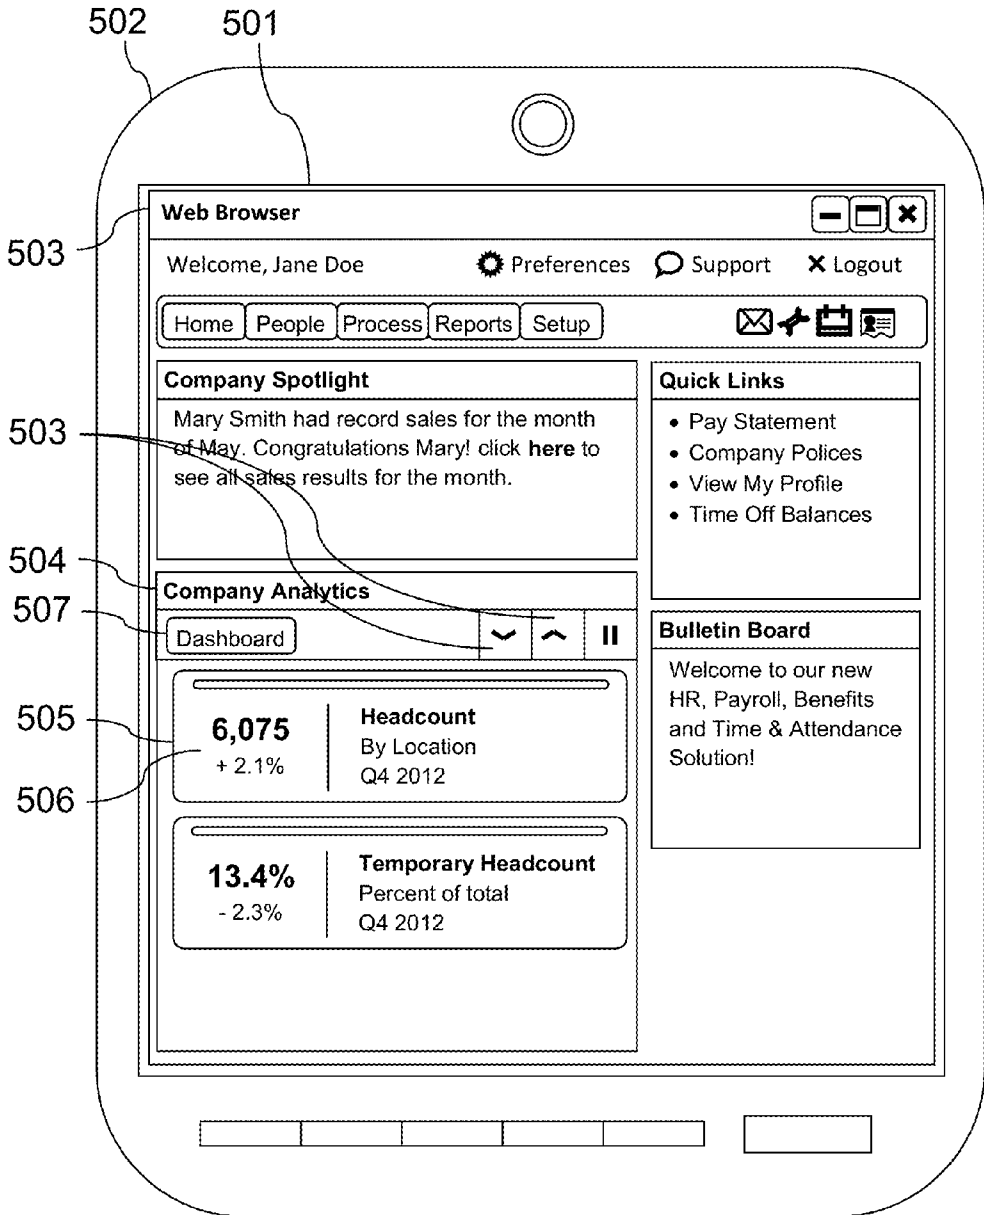 502
501
Web Browser
503
Welcome, Jane Doe
Preferences
Support
Logout
Home
People
Process
Reports
Setup
Company Spotlight
Mary Smith had record sales for the month
of May. Congratulations Mary! click here to
see all sales results for the month.
503
Quick Links
• Pay Statement
• Company Polices
• View My Profile
• Time Off Balances
504
Company Analytics
507
Dashboard
Bulletin Board
Welcome to our new
HR, Payroll, Benefits
and Time & Attendance
Solution!
505
506
6,075
+ 2.1%
Headcount
By Location
Q4 2012
13.4%
- 2.3%
Temporary Headcount
Percent of total
Q4 2012